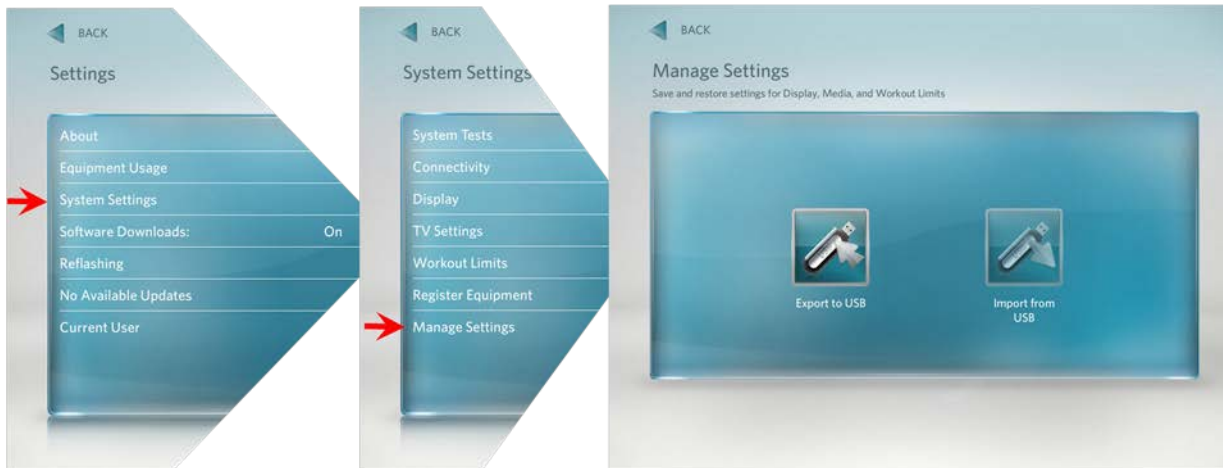 BACK
Settings
About
Equipment Usage
System Settings
Software Downloads: On
Reflashing
No Available Updates
Current User
BACK
System Settings
System Tests
Connectivity
Display
TV Settings
Workout Limits
Register Equipment
Manage Settings
BACK
Manage Settings
Save and restore settings for Display, Media, and Workout Limits
Export to USB
Import from
USB